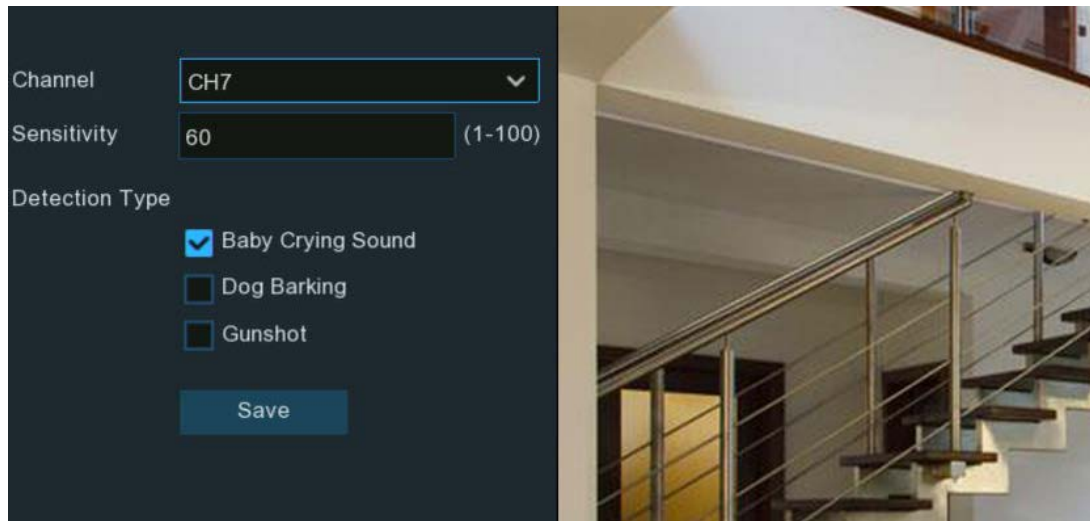 Channel CH7
Sensitivity 60 (1-100)
Detection Type
Baby Crying Sound
Dog Barking
Gunshot
Save